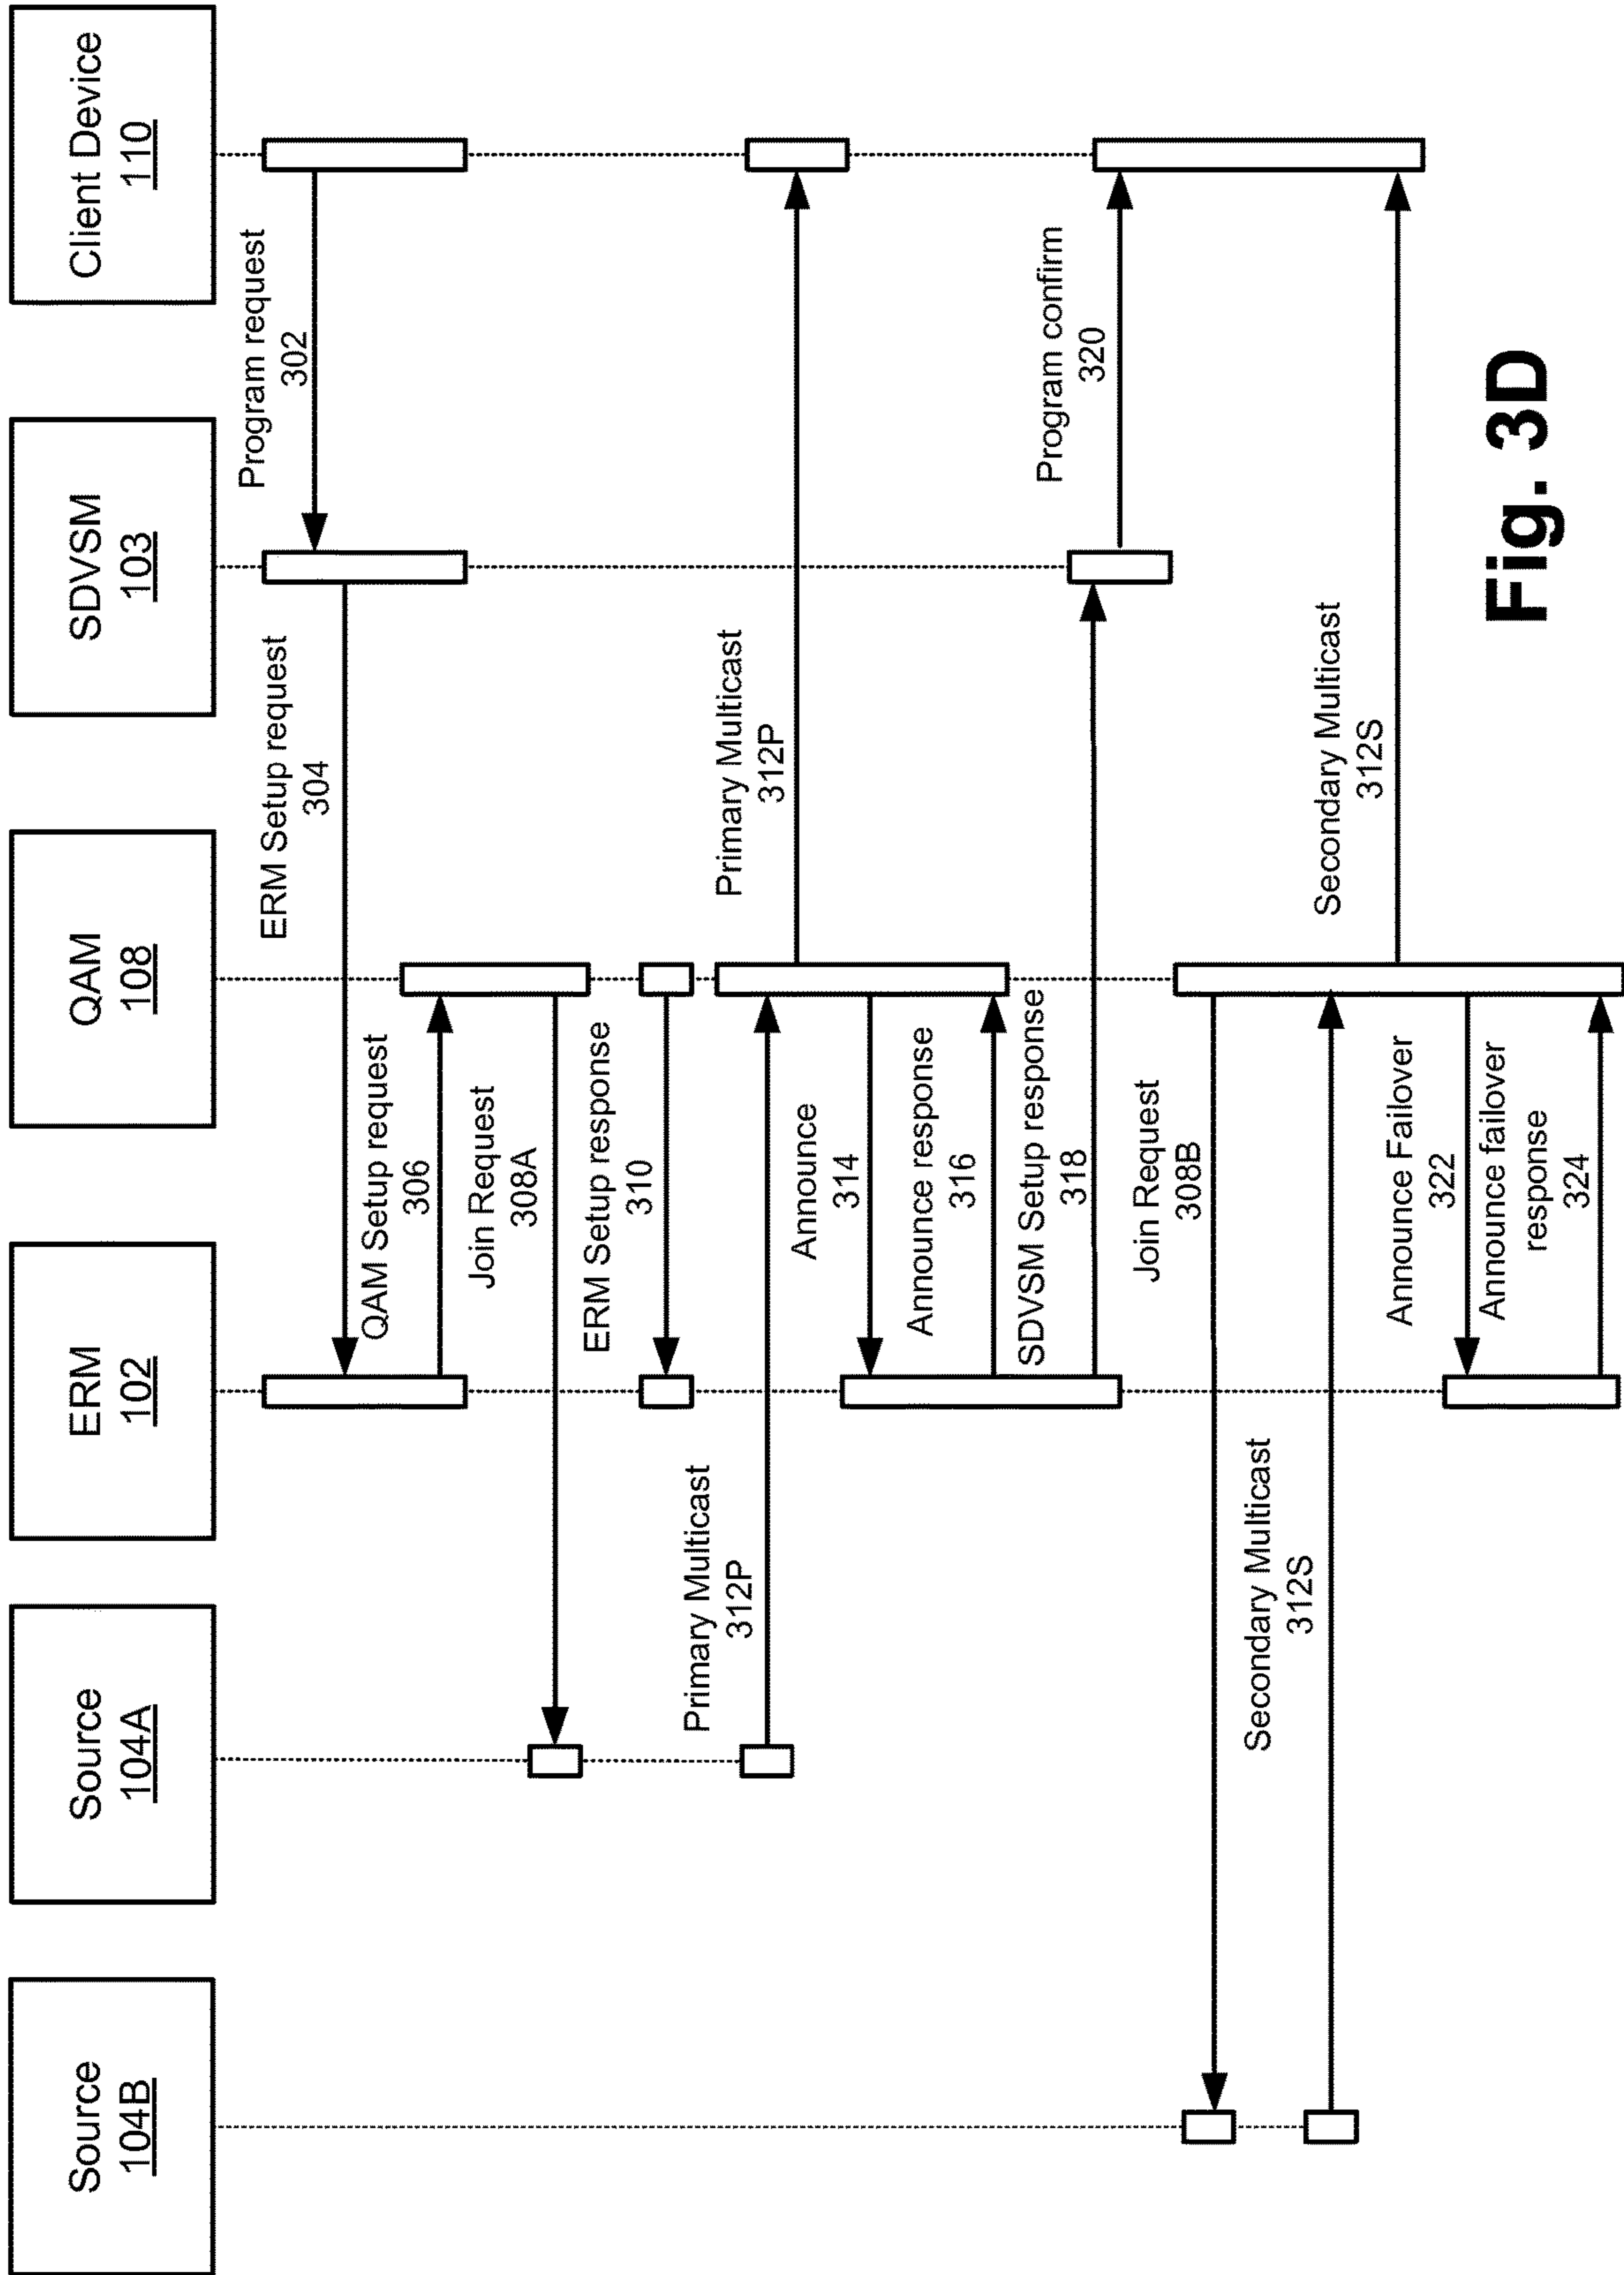 Source
104B
Source
104A
ERM
102
QAM
108
SDVSM
103
Client Device
110
Program request
302
ERM Setup request
304
QAM Setup request
306
Join Request
308A
ERM Setup response
310
Primary Multicast
312P
Primary Multicast
312P
Announce
314
Announce response
316
SDVSM Setup response
318
Program confirm
320
Join Request
308B
Secondary Multicast
312S
Secondary Multicast
312S
Announce Failover
322
Announce failover
response
324
Fig. 3D